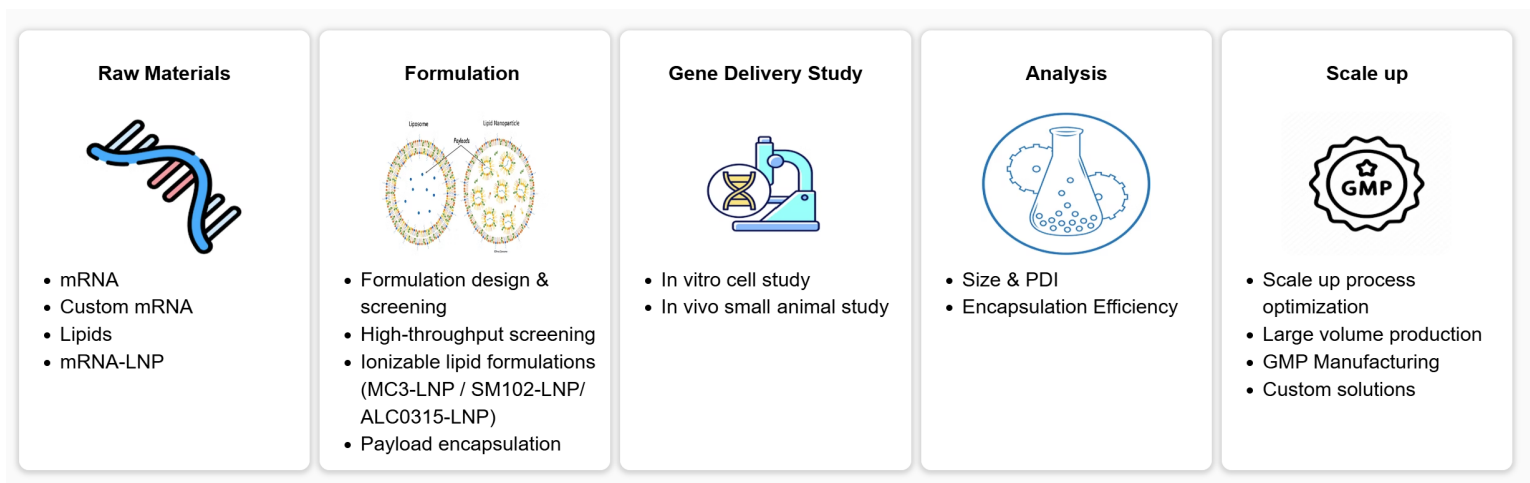 Raw Materials
mRNA
Custom mRNA
Lipids
mRNA-LNP
Formulation
Liposome
Lipid Nanoparticle
Payloads
Formulation design &
screening
High-throughput screening
Ionizable lipid formulations
(MC3-LNP / SM102-LNP/
ALC0315-LNP)
Payload encapsulation
Gene Delivery Study
In vitro cell study
In vivo small animal study
Analysis
Size & PDI
Encapsulation Efficiency
Scale up
GMP
Scale up process
optimization
Large volume production
GMP Manufacturing
Custom solutions